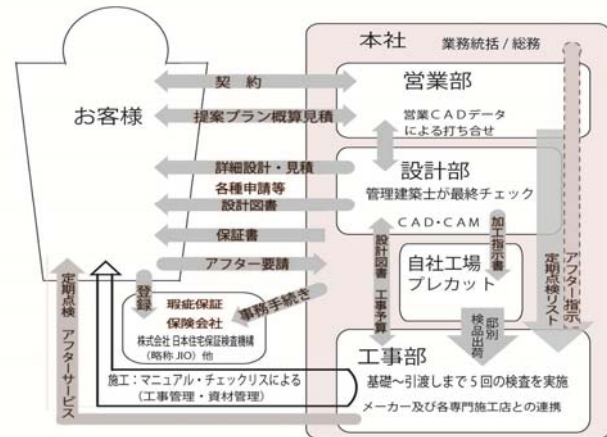 本社 業務統括/総務
お客様
契 約
提案プラン概算見積
営業部
営業CADデータ
による打ち合せ
詳細設計・見積
各種申請等
設計図書
保証書
アフター要請
設計部
管理建築士が最終チェック
CAD・CAM
加工指示書
設計図書 工事予算
自社工場
プレカット
邸別
検品出荷
定期点検リスト
アフター指示
登録
事務手続き
瑕疵保証
保険会社
株式会社 日本住宅保証検査機構
(略称 JIO)他
定期点検 アフターサービス
施工:マニュアル・チェックリスによる
(工事管理・資材管理)
工事部
基礎〜引渡しまで5回の検査を実施
メーカー及び各専門施工店との連携